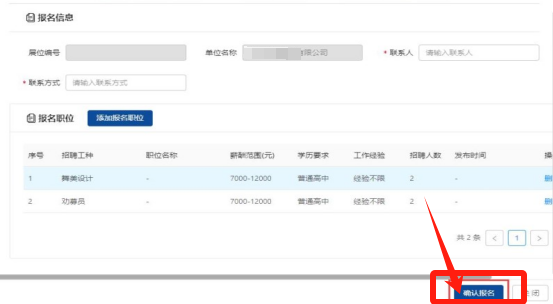 报名信息
展位编号 单位名称 有限公司 * 联系人 请输入联系人
* 联系方式 请输入联系方式
报名职位 添加报名职位
序号 招聘工种 职位名称 薪酬范围(元) 学历要求 工作经验 招聘人数 发布时间 操
1 舞美设计 - 7000-12000 普通高中 经验不限 2 - 删
2 劝募员 - 7000-12000 普通高中 经验不限 2 - 删
共 2 条 < 1 >
确认报名 关闭